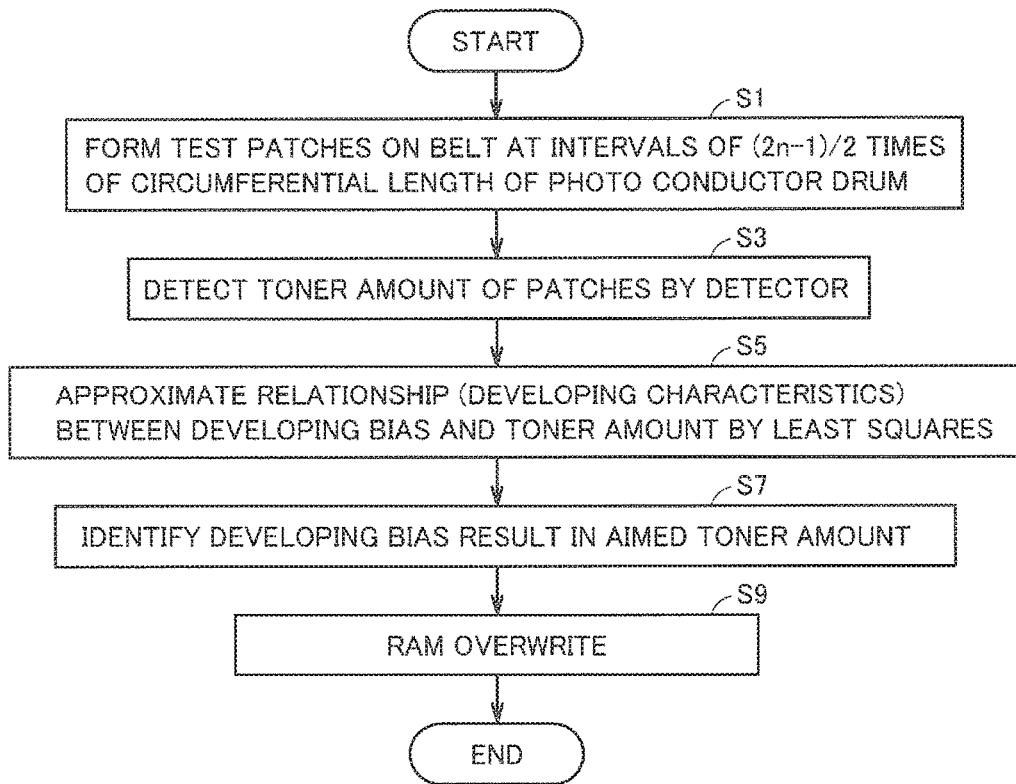 START
S1
FORM TEST PATCHES ON BELT AT INTERVALS OF (2n-1)/2 TIMES
OF CIRCUMFERENTIAL LENGTH OF PHOTO CONDUCTOR DRUM
S3
DETECT TONER AMOUNT OF PATCHES BY DETECTOR
S5
APPROXIMATE RELATIONSHIP (DEVELOPING CHARACTERISTICS)
BETWEEN DEVELOPING BIAS AND TONER AMOUNT BY LEAST SQUARES
S7
IDENTIFY DEVELOPING BIAS RESULT IN AIMED TONER AMOUNT
S9
RAM OVERWRITE
END